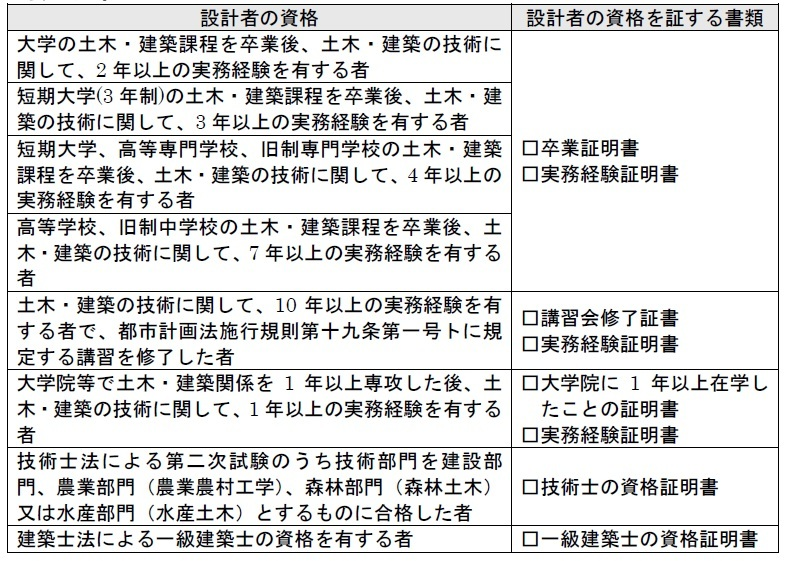 設計者の資格
設計者の資格を証する書類
大学の土木・建築課程を卒業後、土木・建築の技術に
関して、2 年以上の実務経験を有する者
短期大学(3 年制)の土木・建築課程を卒業後、土木・建
築の技術に関して、3 年以上の実務経験を有する者
短期大学、高等専門学校、旧制専門学校の土木・建築
課程を卒業後、土木・建築の技術に関して、4 年以上の
実務経験を有する者
高等学校、旧制中学校の土木・建築課程を卒業後、土
木・建築の技術に関して、7 年以上の実務経験を有する
者
□卒業証明書
□実務経験証明書
土木・建築の技術に関して、10 年以上の実務経験を有
する者で、都市計画法施行規則第十九条第一号トに規
定する講習を修了した者
□講習会修了証書
□実務経験証明書
大学院等で土木・建築関係を 1 年以上専攻した後、土
木・建築の技術に関して、1 年以上の実務経験を有する
者
□大学院に 1 年以上在学し
たことの証明書
□実務経験証明書
技術士法による第二次試験のうち技術部門を建設部
門、農業部門（農業農村工学）、森林部門（森林土木）
又は水産部門（水産土木）とするものに合格した者
□技術士の資格証明書
建築士法による一級建築士の資格を有する者
□一級建築士の資格証明書